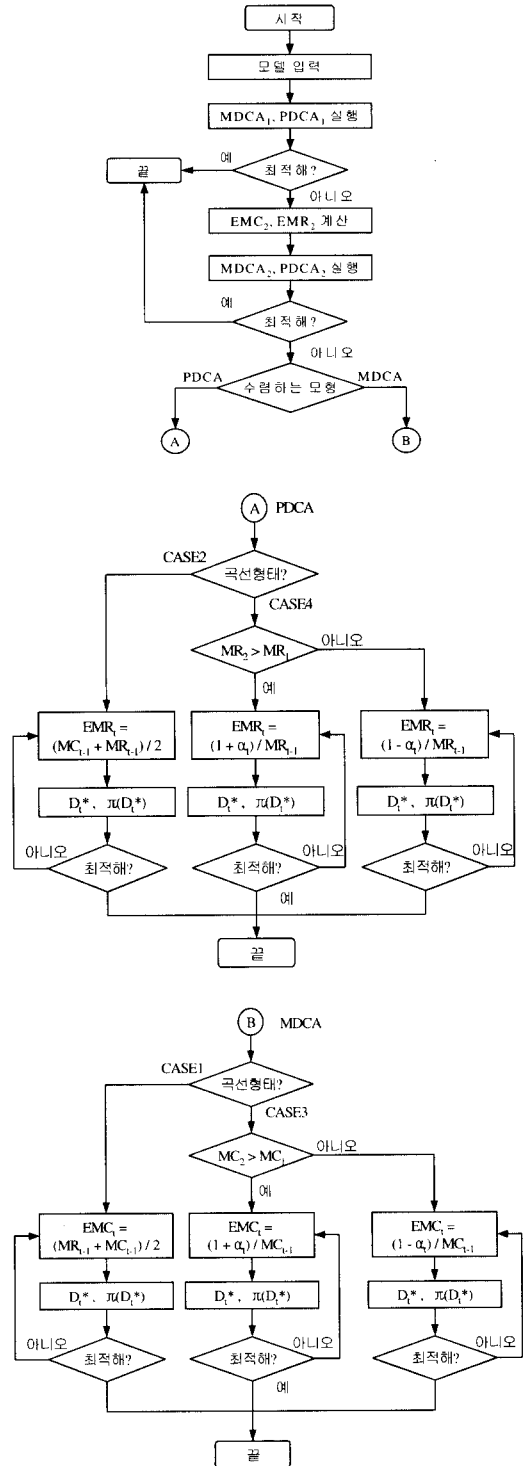 시작
모델 입력
MDCA₁, PDCA₁ 실행
예
끝
최적해?
아니오
EMC₂, EMR₂ 계산
MDCA₂, PDCA₂ 실행
예
최적해?
아니오
PDCA
수렴하는 모형
MDCA
A
B
A PDCA
CASE2
곡선형태?
CASE4
MR₂ > MR₁
아니오
예
EMRₜ =
(MCₜ₋₁ + MRₜ₋₁) / 2
EMRₜ =
(1 + αₜ) / MRₜ₋₁
EMRₜ =
(1 - αₜ) / MRₜ₋₁
Dₜ*, π(Dₜ*)
Dₜ*, π(Dₜ*)
Dₜ*, π(Dₜ*)
아니오
최적해?
최적해?
아니오
최적해?
아니오
예
끝
B MDCA
CASE1
곡선형태?
CASE3
MC₂ > MC₁
아니오
예
EMCₜ =
(MRₜ₋₁ + MCₜ₋₁) / 2
EMCₜ =
(1 + αₜ) / MCₜ₋₁
EMCₜ =
(1 - αₜ) / MCₜ₋₁
Dₜ*, π(Dₜ*)
Dₜ*, π(Dₜ*)
Dₜ*, π(Dₜ*)
아니오
최적해?
최적해?
아니오
최적해?
아니오
예
끝